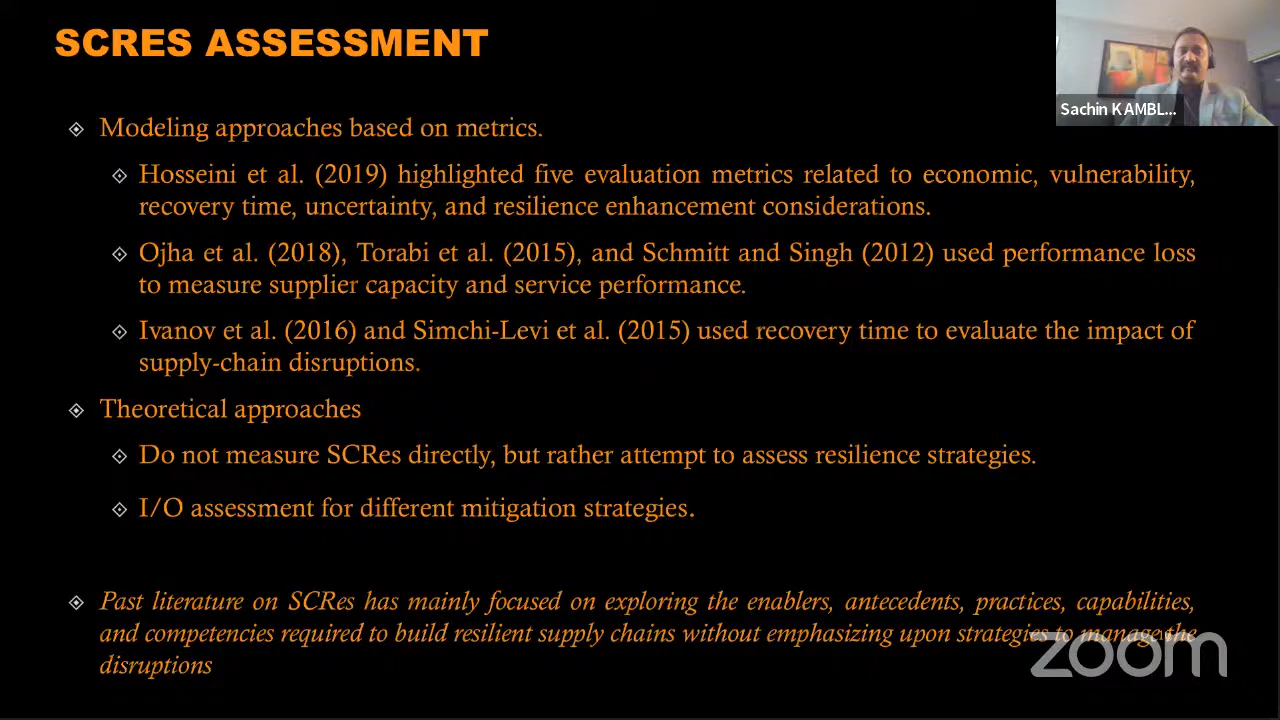 SCRES ASSESSMENT
Sachin KAMBL...
Modeling approaches based on metrics.
Hosseini et al. (2019) highlighted five evaluation metrics related to economic, vulnerability,
recovery time, uncertainty, and resilience enhancement considerations.
Ojha et al. (2018), Torabi et al. (2015), and Schmitt and Singh (2012) used performance loss
to measure supplier capacity and service performance.
Ivanov et al. (2016) and Simchi-Levi et al. (2015) used recovery time to evaluate the impact of
supply-chain disruptions.
Theoretical approaches
Do not measure SCRes directly, but rather attempt to assess resilience strategies.
I/O assessment for different mitigation strategies.
Past literature on SCRes has mainly focused on exploring the enablers, antecedents, practices, capabilities,
and competencies required to build resilient supply chains without emphasizing upon strategies to manage the
disruptions
zoom